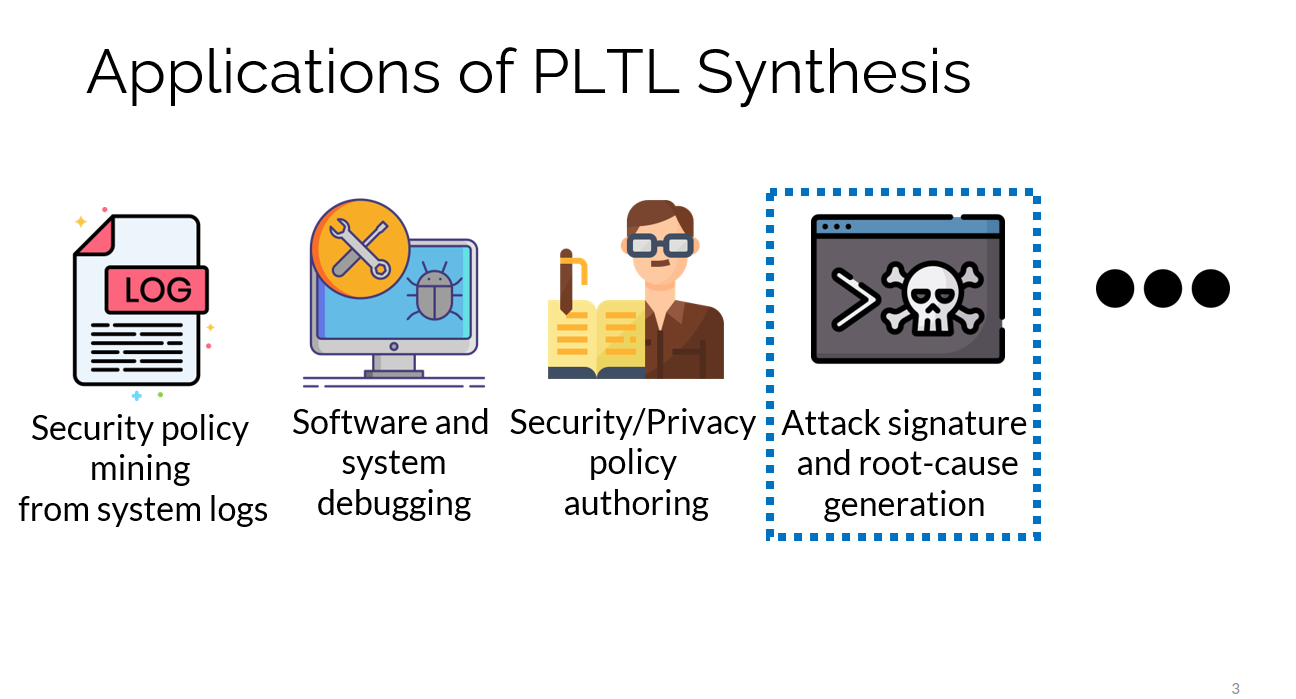 Applications of PLTL Synthesis
LOG
Security policy
mining
from system logs
Software and
system
debugging
Security/Privacy
policy
authoring
Attack signature
and root-cause
generation
3